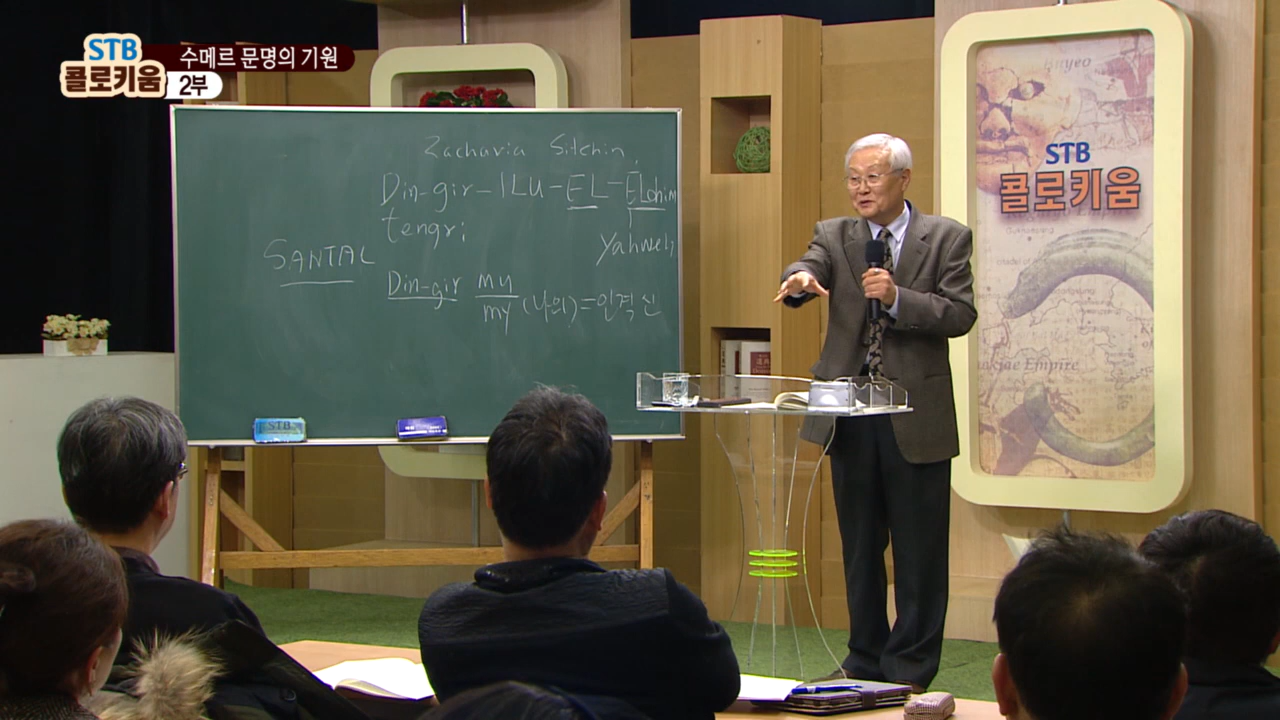 STB
콜로키움
수메르 문명의 기원
2부
Zacharia Sitchin
Din-gir-ILU-EL-ELohim
tengri
Yahweh
SANTAL
Din-gir mu
my (나의)=인격신
STB
STB
콜로키움
Buyeo
Empire